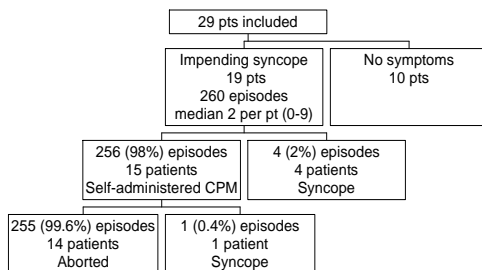 29 pts included
Impending syncope
19 pts
260 episodes
median 2 per pt (0-9)
No symptoms
10 pts
256 (98%) episodes
15 patients
Self-administered CPM
4 (2%) episodes
4 patients
Syncope
255 (99.6%) episodes
14 patients
Aborted
1 (0.4%) episodes
1 patient
Syncope